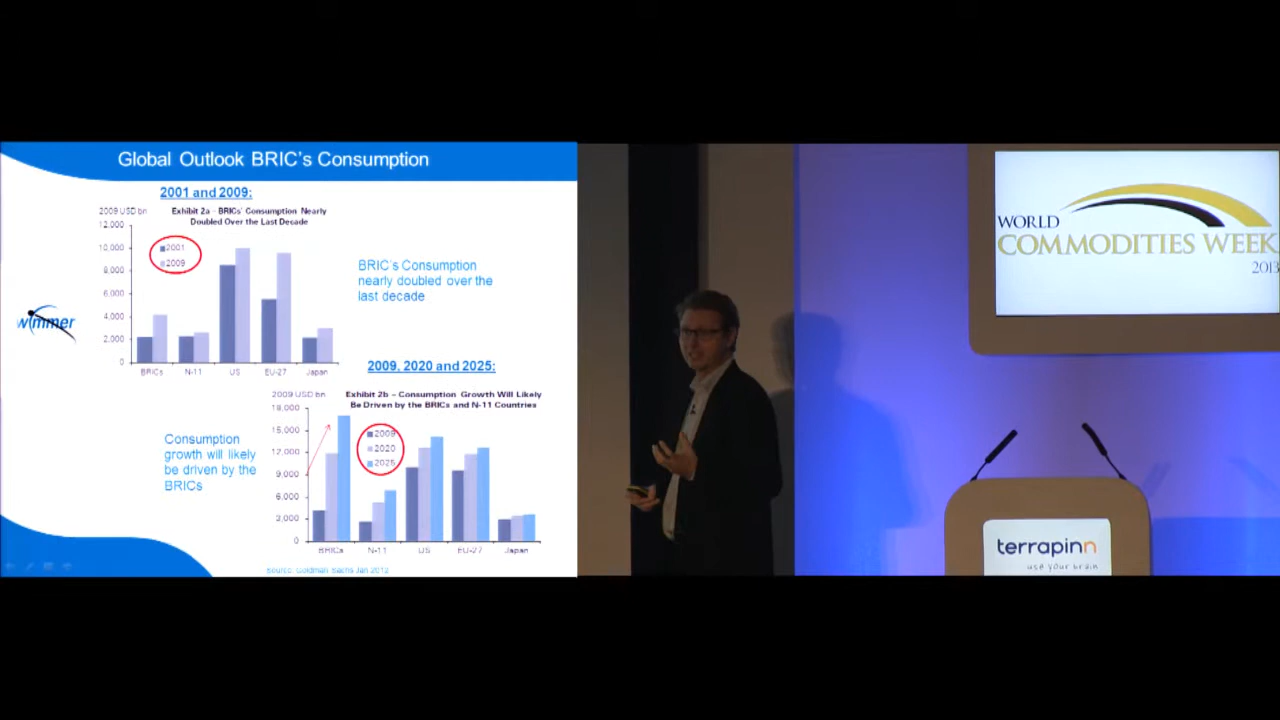 Global Outlook BRIC's Consumption
2001 and 2009:
2009 USD bn
Exhibit 2a – BRICs' Consumption Nearly
Doubled Over the Last Decade
12,000
10,000
8,000
6,000
4,000
2,000
0
2001
2009
BRICs N-11 US EU-27 Japan
BRIC's Consumption
nearly doubled over the
last decade
wimmer
2009, 2020 and 2025:
2009 USD bn
Exhibit 2b – Consumption Growth Will Likely
Be Driven by the BRICs and N-11 Countries
18,000
15,000
12,000
9,000
6,000
3,000
0
2009
2020
2025
BRICs N-11 US EU-27 Japan
Consumption
growth will likely
be driven by the
BRICs
Source: Goldman Sachs Jan 2012
WORLD
COMMODITIES WEEK
2013
terrapinn
use your brain